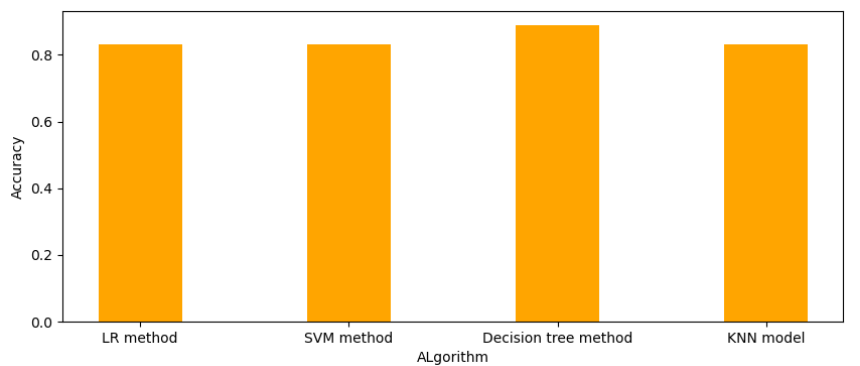 Accuracy
0.8
0.6
0.4
0.2
0.0
LR method
SVM method
Decision tree method
KNN model
ALgorithm